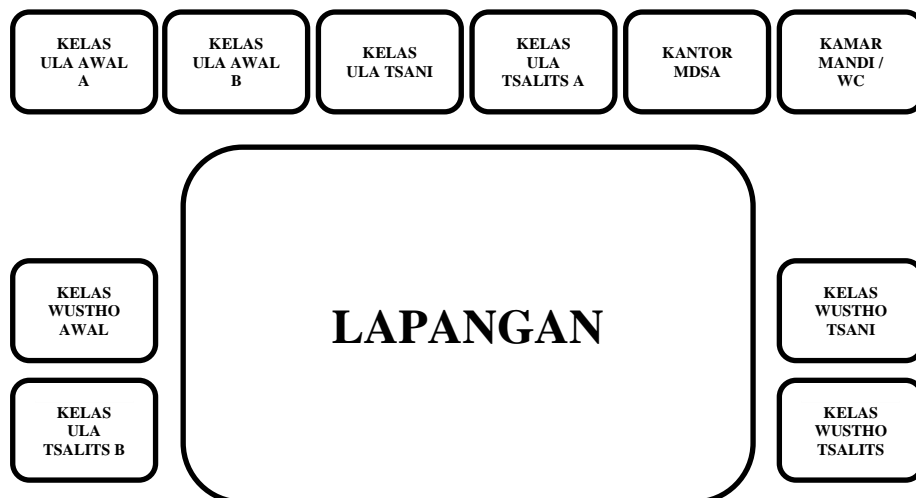 KELAS
ULA AWAL
A
KELAS
ULA AWAL
B
KELAS
ULA TSANI
KELAS
ULA
TSALITS A
KANTOR
MDSA
KAMAR
MANDI /
WC
LAPANGAN
KELAS
WUSTHO
AWAL
KELAS
WUSTHO
TSANI
KELAS
ULA
TSALITS B
KELAS
WUSTHO
TSALITS